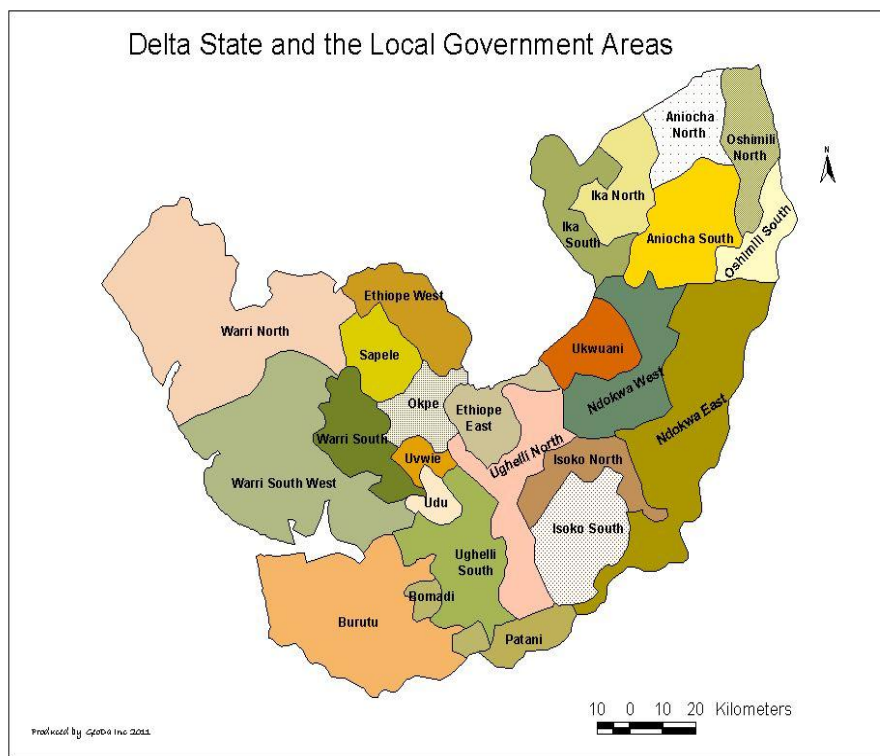 Delta State and the Local Government Areas
Aniocha
North
Oshimili
North
N
Ika North
Ika
South
Aniocha South
Oshimili South
Ethiope West
Warri North
Sapele
Ukwuani
Ndokwa West
Okpe
Ethiope
East
Ndokwa East
Warri South
Ughelli North
Uvwie
Isoko North
Warri South West
Udu
Isoko South
Ughelli
South
Bomadi
Burutu
Patani
10 0 10 20 Kilometers
Produced by GeoDa Inc 2011